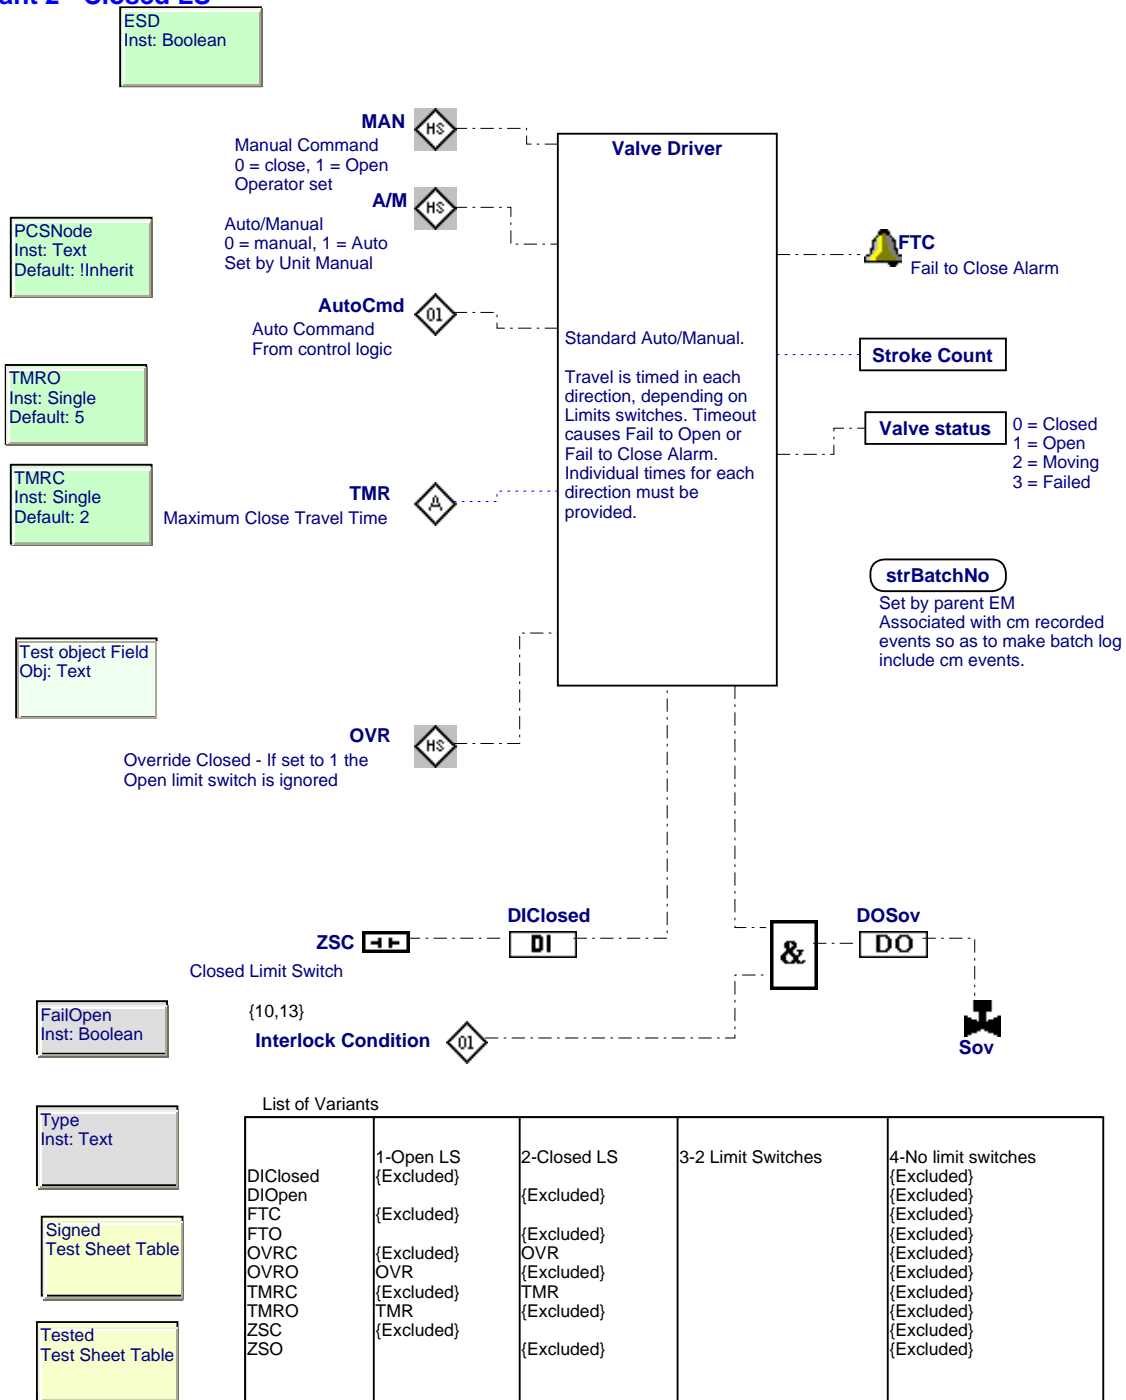 ESD
Inst: Boolean
MAN
HS
Manual Command
0 = close, 1 = Open
Operator set
Valve Driver
A/M
HS
Auto/Manual
0 = manual, 1 = Auto
Set by Unit Manual
PCSNode
Inst: Text
Default: !Inherit
FTC
Fail to Close Alarm
AutoCmd
01
Auto Command
From control logic
Standard Auto/Manual.
Travel is timed in each
direction, depending on
Limits switches. Timeout
causes Fail to Open or
Fail to Close Alarm.
Individual times for each
direction must be
provided.
Stroke Count
TMRO
Inst: Single
Default: 5
Valve status
0 = Closed
1 = Open
2 = Moving
3 = Failed
TMRC
Inst: Single
Default: 2
TMR
A
Maximum Close Travel Time
strBatchNo
Set by parent EM
Associated with cm recorded
events so as to make batch log
include cm events.
Test object Field
Obj: Text
OVR
HS
Override Closed - If set to 1 the
Open limit switch is ignored
DIClosed
DI
ZSC
Closed Limit Switch
&
DOSov
DO
Sov
FailOpen
Inst: Boolean
{10,13}
Interlock Condition
01
List of Variants
Type
Inst: Text
1-Open LS 2-Closed LS 3-2 Limit Switches 4-No limit switches
DIClosed {Excluded} {Excluded}
DIOpen {Excluded} {Excluded}
FTC {Excluded} {Excluded}
FTO {Excluded} {Excluded}
OVRC {Excluded} OVR {Excluded}
OVRO OVR {Excluded} {Excluded}
TMRC {Excluded} TMR {Excluded}
TMRO TMR {Excluded} {Excluded}
ZSC {Excluded} {Excluded}
ZSO {Excluded} {Excluded}
Signed
Test Sheet Table
Tested
Test Sheet Table